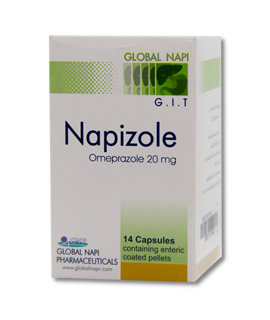 GLOBAL NAPI
G.I.T
Napizole
Omeprazole 20 mg
GLOBAL NAPI
PHARMACEUTICALS
www.globalnapi.com
14 Capsules
containing enteric
coated pellets